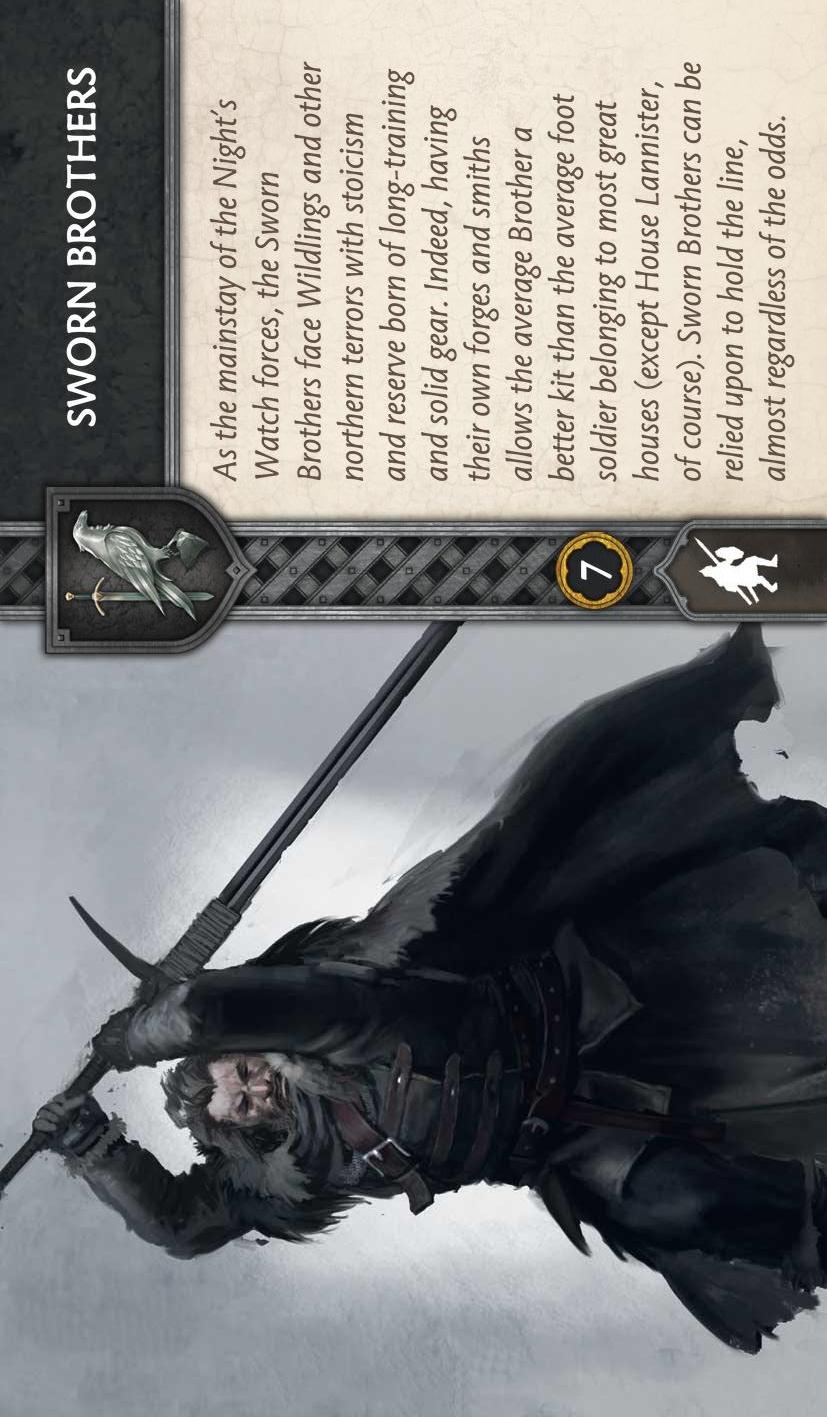 SWORN BROTHERS
As the mainstay of the Night's
Watch forces, the Sworn
Brothers face Wildlings and other
northern terrors with stoicism
and reserve born of long-training
and solid gear. Indeed, having
their own forges and smiths
allows the average Brother a
better kit than the average foot
soldier belonging to most great
houses (except House Lannister,
of course). Sworn Brothers can be
relied upon to hold the line,
almost regardless of the odds.
7